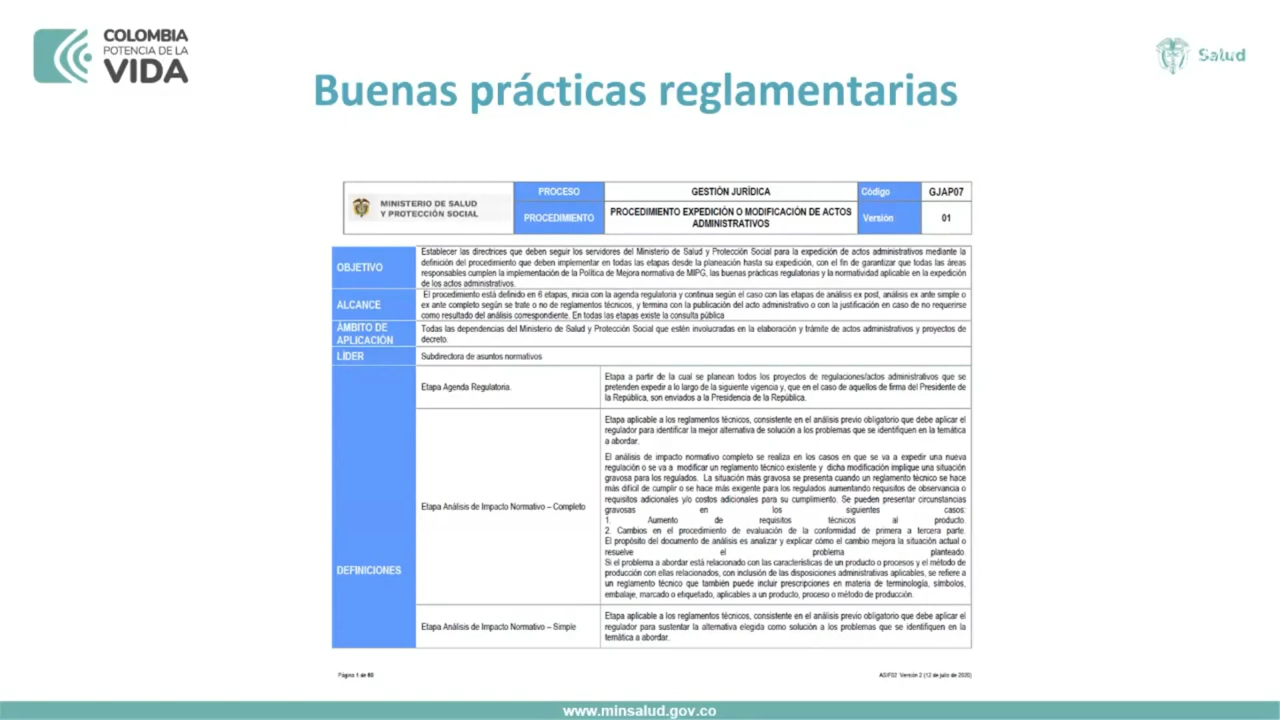 COLOMBIA
POTENCIA DE LA
VIDA
Salud
Buenas prácticas reglamentarias
MINISTERIO DE SALUD
Y PROTECCIÓN SOCIAL
PROCESO
GESTIÓN JURÍDICA
Código
GJAP07
PROCEDIMIENTO
PROCEDIMIENTO EXPEDICIÓN O MODIFICACIÓN DE ACTOS
ADMINISTRATIVOS
Versión
01
OBJETIVO
Establecer las directrices que deben seguir los servidores del Ministerio de Salud y Protección Social para la expedición de actos administrativos mediante la
definición del procedimiento que deben implementar en todas las etapas desde la planeación hasta su expedición, con el fin de garantizar que todas las áreas
responsables cumplen la implementación de la Política de Mejora normativa de MIPG, las buenas prácticas regulatorias y la normatividad aplicable en la expedición
de los actos administrativos.
ALCANCE
El procedimiento está definido en 6 etapas, inicia con la agenda regulatoria y continua según el caso con las etapas de análisis ex post, análisis ex ante simple o
ex ante completo según se trate o no de reglamentos técnicos, y termina con la publicación del acto administrativo o con la justificación en caso de no requerirse
como resultado del análisis correspondiente. En todas las etapas existe la consulta pública
ÁMBITO DE
APLICACIÓN
Todas las dependencias del Ministerio de Salud y Protección Social que estén involucradas en la elaboración y trámite de actos administrativos y proyectos de
decreto.
LÍDER
Subdirectora de asuntos normativos
DEFINICIONES
Etapa Agenda Regulatoria.
Etapa a partir de la cual se planean todos los proyectos de regulaciones/actos administrativos que se
pretenden expedir a lo largo de la siguiente vigencia y, que en el caso de aquellos de firma del Presidente de
la República, son enviados a la Presidencia de la República.
Etapa Análisis de Impacto Normativo – Completo
Etapa aplicable a los reglamentos técnicos, consistente en el análisis previo obligatorio que debe aplicar el
regulador para identificar la mejor alternativa de solución a los problemas que se identifiquen en la temática
a abordar.
El análisis de impacto normativo completo se realiza en los casos en que se va a expedir una nueva
regulación o se va a modificar un reglamento técnico existente y dicha modificación implique una situación
gravosa para los regulados. La situación más gravosa se presenta cuando un reglamento técnico se hace
más difícil de cumplir o se hace más exigente para los regulados aumentando requisitos de observancia o
requisitos adicionales y/o costos adicionales para su cumplimiento. Se pueden presentar circunstancias
gravosas en los siguientes casos:
1. Aumento de requisitos técnicos al producto.
2. Cambios en el procedimiento de evaluación de la conformidad de primera a tercera parte.
El propósito del documento de análisis es analizar y explicar cómo el cambio mejora la situación actual o
resuelve el problema planteado
Si el problema a abordar está relacionado con las características de un producto o procesos y el método de
producción con ellas relacionados, con inclusión de las disposiciones administrativas aplicables, se refiere a
un reglamento técnico que también puede incluir prescripciones en materia de terminología, símbolos,
embalaje, marcado o etiquetado, aplicables a un producto, proceso o método de producción.
Etapa Análisis de Impacto Normativo – Simple
Etapa aplicable a los reglamentos técnicos, consistente en el análisis previo obligatorio que debe aplicar el
regulador para sustentar la alternativa elegida como solución a los problemas que se identifiquen en la
temática a abordar.
Página 1 de 60
ASIF02 Versión 2 (12 de julio de 2020)
www.minsalud.gov.co